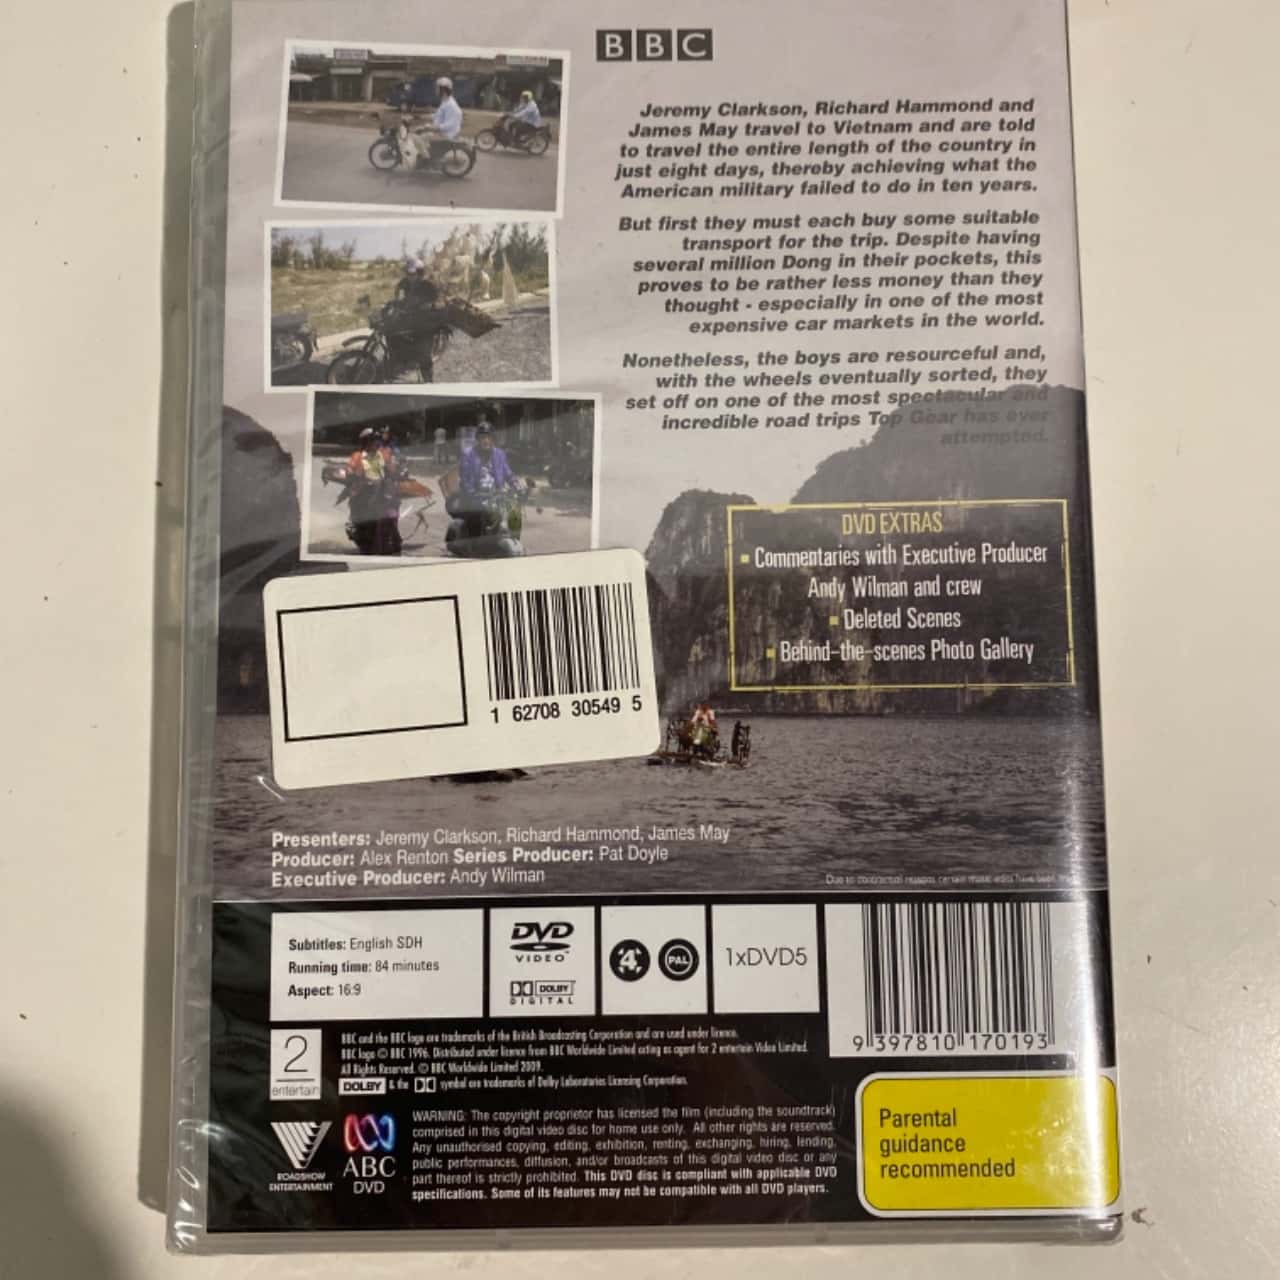 BBC
Jeremy Clarkson, Richard Hammond and
James May travel to Vietnam and are told
to travel the entire length of the country in
just eight days, thereby achieving what the
American military failed to do in ten years.
But first they must each buy some suitable
transport for the trip. Despite having
several million Dong in their pockets, this
proves to be rather less money than they
thought - especially in one of the most
expensive car markets in the world.
Nonetheless, the boys are resourceful and,
with the wheels eventually sorted, they
set off on one of the most spectacular and
incredible road trips Top Gear has ever
attempted.
DVD EXTRAS
▪ Commentaries with Executive Producer
Andy Wilman and crew
▪ Deleted Scenes
▪ Behind-the-scenes Photo Gallery
1 62708 30549 5
Presenters: Jeremy Clarkson, Richard Hammond, James May
Producer: Alex Renton Series Producer: Pat Doyle
Executive Producer: Andy Wilman
Due to contractual reasons certain music edits have been
Subtitles: English SDH
Running time: 84 minutes
Aspect: 16:9
DVD
VIDEO
DOLBY
DIGITAL
4
PAL
1xDVD5
9 397810 170193
2
entertain
BBC and the BBC logo are trademarks of the British Broadcasting Corporation and are used under licence.
BBC logo © BBC 1996. Distributed under licence from BBC Worldwide Limited acting as agent for 2 entertain Video Limited.
All Rights Reserved. © BBC Worldwide Limited 2009.
DOLBY & the symbol are trademarks of Dolby Laboratories Licensing Corporation.
ROADSHOW
ENTERTAINMENT
ABC
DVD
WARNING: The copyright proprietor has licensed the film (including the soundtrack)
comprised in this digital video disc for home use only. All other rights are reserved.
Any unauthorised copying, editing, exhibition, renting, exchanging, hiring, lending,
public performances, diffusion, and/or broadcasts of this digital video disc or any
part thereof is strictly prohibited. This DVD disc is compliant with applicable DVD
specifications. Some of its features may not be compatible with all DVD players.
Parental
guidance
recommended